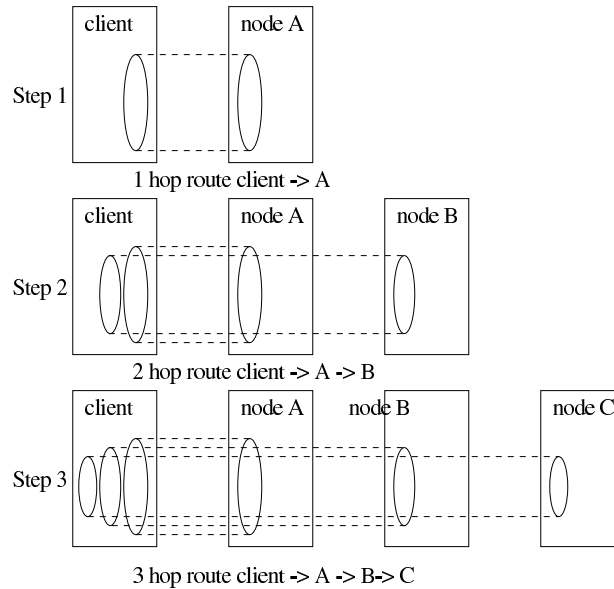 client
node A
Step 1
1 hop route client -> A
client
node A
node B
Step 2
2 hop route client -> A -> B
client
node A
node B
node C
Step 3
3 hop route client -> A -> B-> C